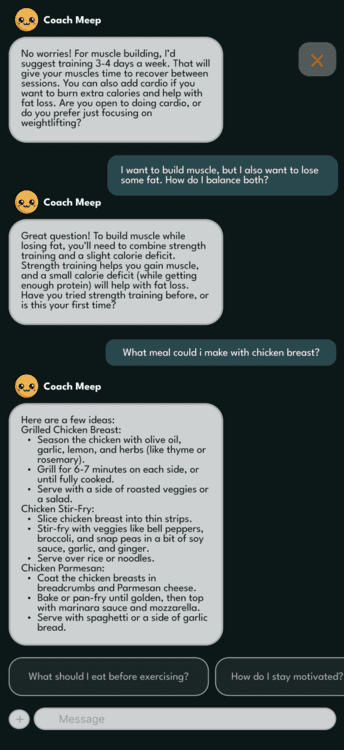 Coach Meep
No worries! For muscle building, I'd
suggest training 3-4 days a week. That will
give your muscles time to recover between
sessions. You can also add cardio if you
want to burn extra calories and help with
fat loss. Are you open to doing cardio, or
do you prefer just focusing on
weightlifting?
I want to build muscle, but I also want to lose
some fat. How do I balance both?
Coach Meep
Great question! To build muscle while
losing fat, you'll need to combine strength
training and a slight calorie deficit.
Strength training helps you gain muscle,
and a small calorie deficit (while getting
enough protein) will help with fat loss.
Have you tried strength training before, or
is this your first time?
What meal could i make with chicken breast?
Coach Meep
Here are a few ideas:
Grilled Chicken Breast:
• Season the chicken with olive oil,
garlic, lemon, and herbs (like thyme or
rosemary).
• Grill for 6-7 minutes on each side, or
until fully cooked.
• Serve with a side of roasted veggies or
a salad.
Chicken Stir-Fry:
• Slice chicken breast into thin strips.
• Stir-fry with veggies like bell peppers,
broccoli, and snap peas in a bit of soy
sauce, garlic, and ginger.
• Serve over rice or noodles.
Chicken Parmesan:
• Coat the chicken breasts in
breadcrumbs and Parmesan cheese.
• Bake or pan-fry until golden, then top
with marinara sauce and mozzarella.
• Serve with spaghetti or a side of garlic
bread.
What should I eat before exercising?
How do I stay motivated?
Message